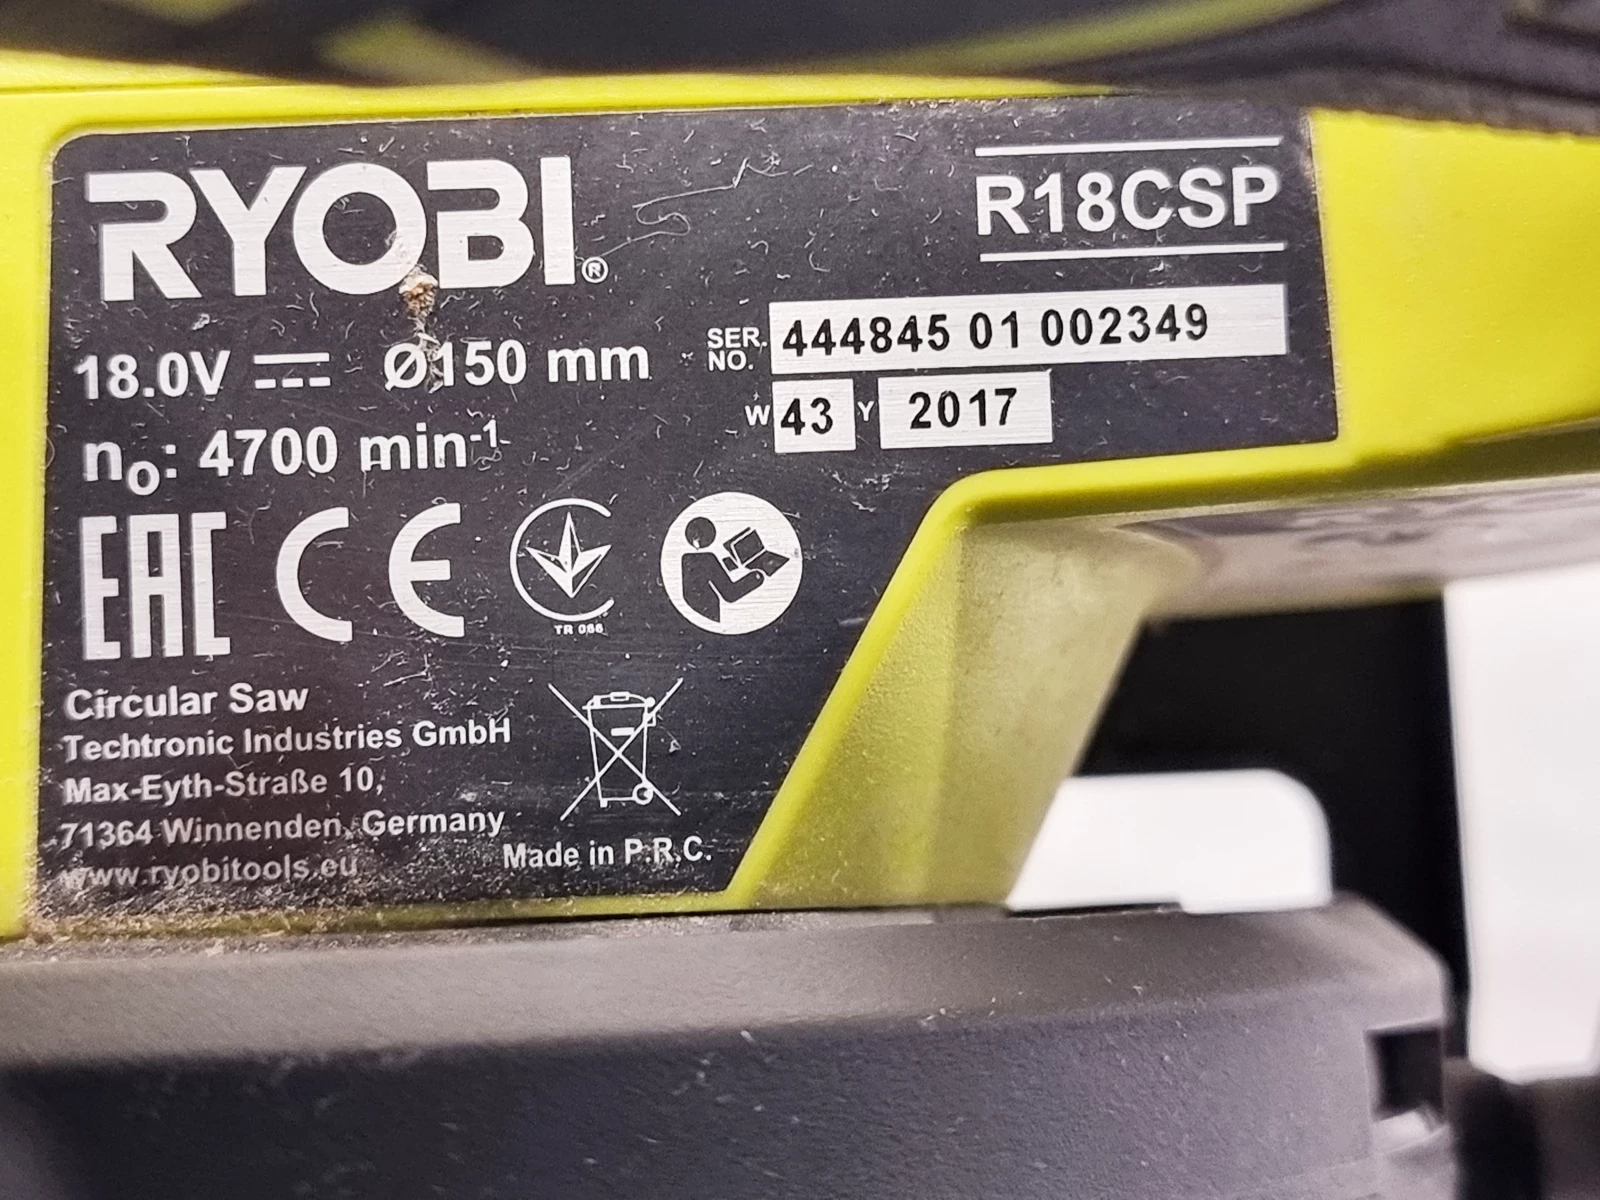 RYOBI®
R18CSP
18.0V Ø150 mm
SER. NO. 444845 01 002349
W 43 Y 2017
n₀: 4700 min⁻¹
EAC CE
TR 066
Circular Saw
Techtronic Industries GmbH
Max-Eyth-Straße 10,
71364 Winnenden, Germany
www.ryobitools.eu
Made in P.R.C.